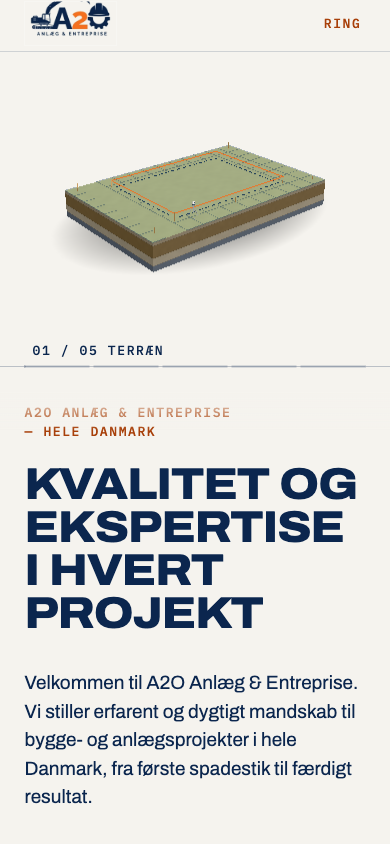 A2O
ANLÆG & ENTREPRISE
RING
01 / 05 TERRÆN
A2O ANLÆG & ENTREPRISE
— HELE DANMARK
KVALITET OG
EKSPERTISE
I HVERT
PROJEKT
Velkommen til A2O Anlæg & Entreprise.
Vi stiller erfarent og dygtigt mandskab til
bygge- og anlægsprojekter i hele
Danmark, fra første spadestik til færdigt
resultat.